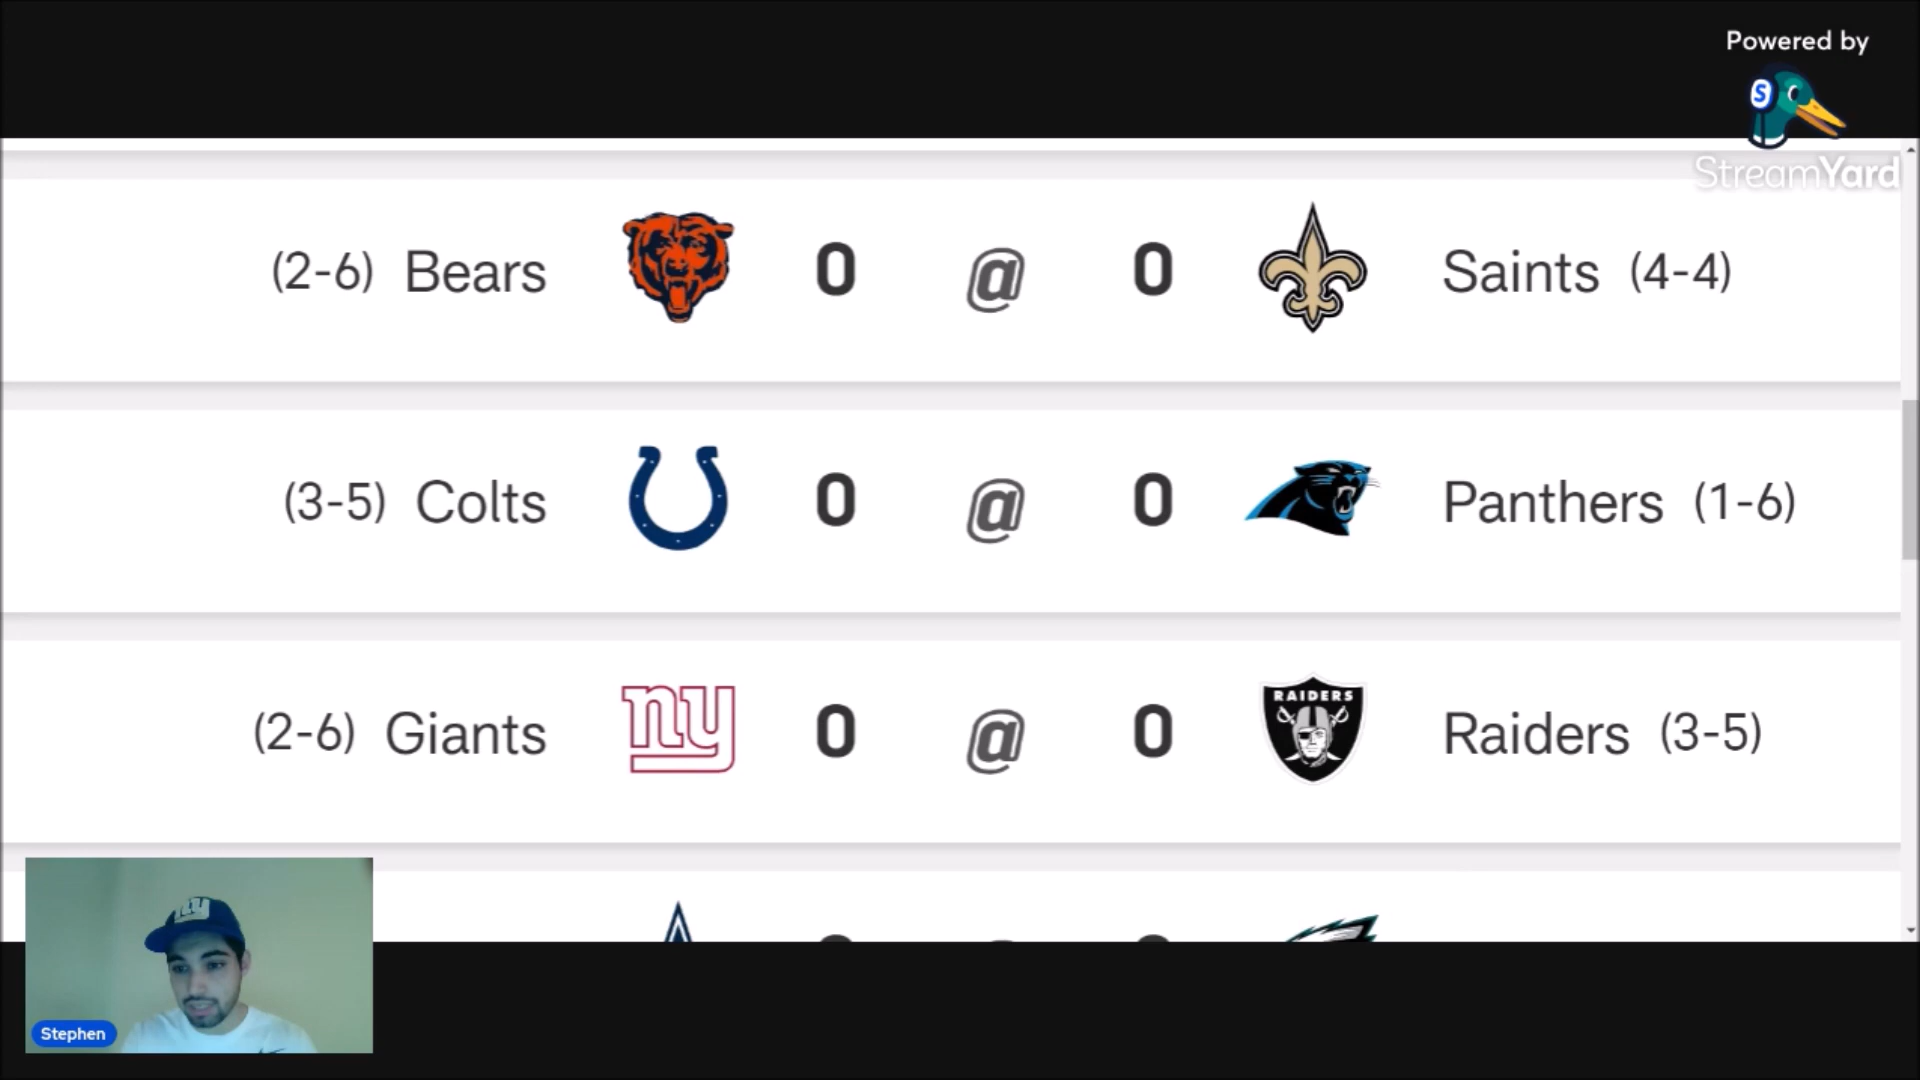 Powered by
S
StreamYard
(2-6) Bears 0 @ 0 Saints (4-4)
(3-5) Colts 0 @ 0 Panthers (1-6)
(2-6) Giants ny 0 @ 0 RAIDERS Raiders (3-5)
ny
Stephen